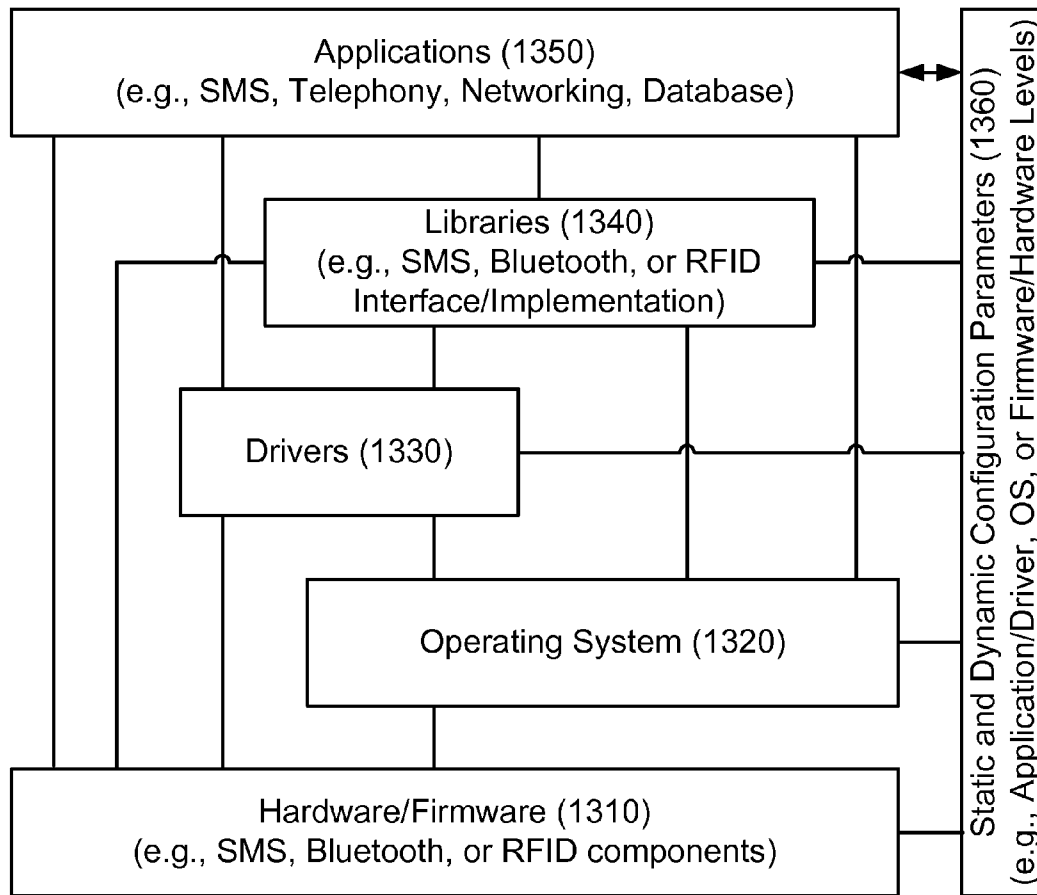 Applications (1350)
(e.g., SMS, Telephony, Networking, Database)
Libraries (1340)
(e.g., SMS, Bluetooth, or RFID
Interface/Implementation)
Drivers (1330)
Operating System (1320)
Hardware/Firmware (1310)
(e.g., SMS, Bluetooth, or RFID components)
Static and Dynamic Configuration Parameters (1360)
(e.g., Application/Driver, OS, or Firmware/Hardware Levels)